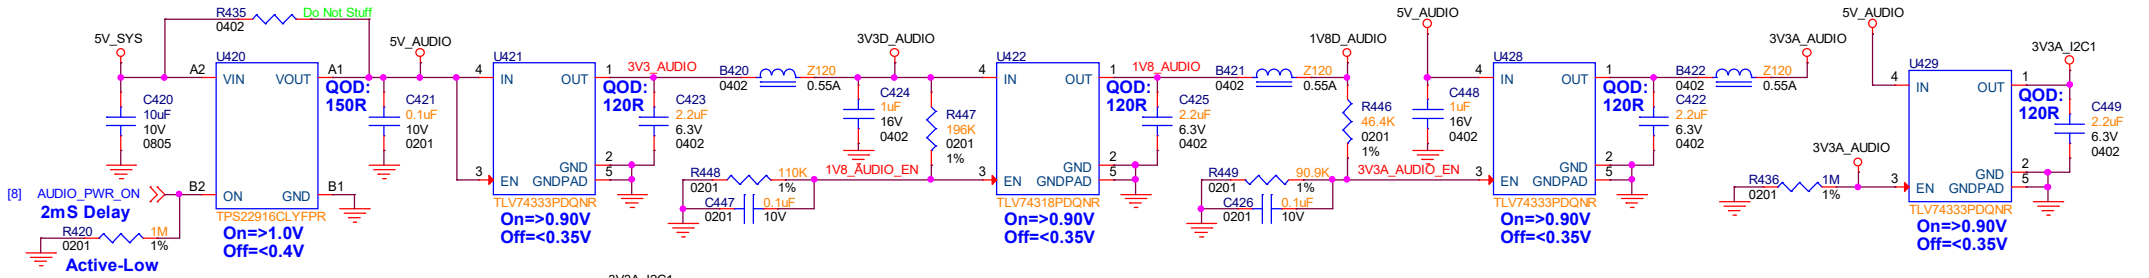 R435 Do Not Stuff
0402
5V_SYS
U420
A2 VIN VOUT A1
QOD:
150R
C420
10uF
10V
0805
[8] AUDIO_PWR_ON
B2 ON GND B1
2mS Delay
TPS22916CLYFPR
On=>1.0V
Off=<0.4V
R420 1M
0201 1%
Active-Low
5V_AUDIO
C421
0.1uF
10V
0201
U421
4 IN OUT 1
QOD:
120R
3 EN
GND 2
GNDPAD 5
TLV74333PDQNR
On=>0.90V
Off=<0.35V
3V3_AUDIO
C423
2.2uF
6.3V
0402
B420 Z120
0402 0.55A
3V3D_AUDIO
C424
1uF
16V
0402
R447
196K
0201
1%
R448 110K
0201 1%
C447 0.1uF
0201 10V
1V8_AUDIO_EN
U422
4 IN OUT 1
QOD:
120R
3 EN
GND 2
GNDPAD 5
TLV74318PDQNR
On=>0.90V
Off=<0.35V
1V8_AUDIO
C425
2.2uF
6.3V
0402
B421 Z120
0402 0.55A
1V8D_AUDIO
R446
46.4K
0201
1%
R449 90.9K
0201 1%
C426 0.1uF
0201 10V
3V3A_AUDIO_EN
5V_AUDIO
C448
1uF
16V
0402
U428
4 IN OUT 1
QOD:
120R
3 EN
GND 2
GNDPAD 5
TLV74333PDQNR
On=>0.90V
Off=<0.35V
C422
2.2uF
6.3V
0402
B422 Z120
0402 0.55A
3V3A_AUDIO
5V_AUDIO
3V3A_AUDIO
R436 1M
0201 1%
U429
4 IN OUT 1
QOD:
120R
3 EN
GND 2
GNDPAD 5
TLV74333PDQNR
On=>0.90V
Off=<0.35V
3V3A_I2C1
C449
2.2uF
6.3V
0402
3V3A_I2C1